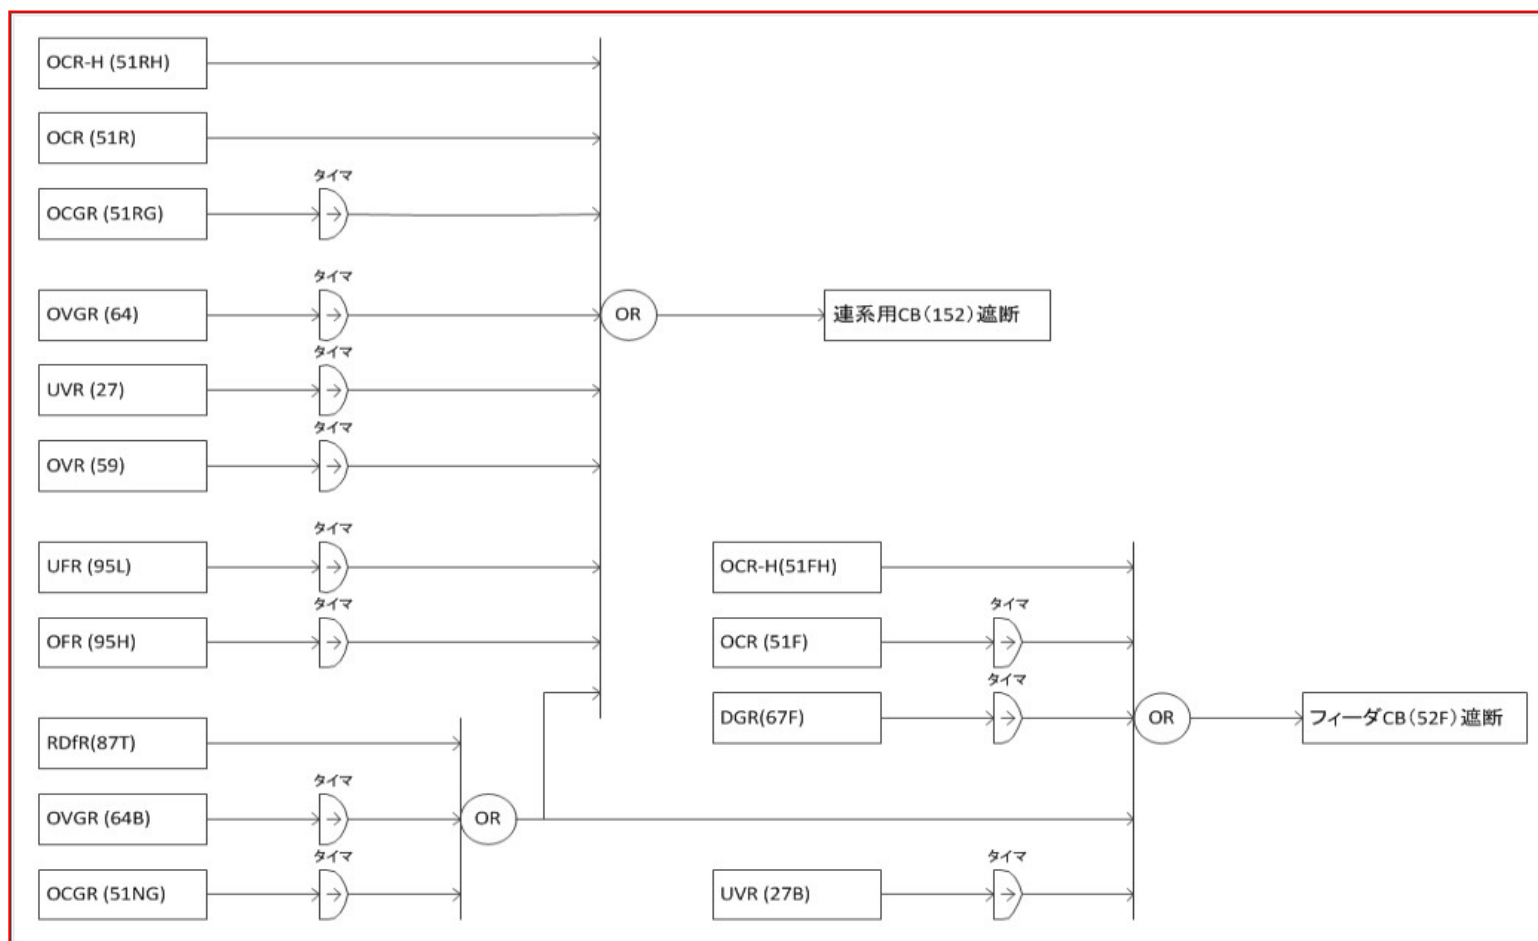 OCR-H (51RH)
OCR (51R)
タイマ
OCGR (51RG)
タイマ
OVGR (64)
OR
連系用CB(152)遮断
タイマ
UVR (27)
タイマ
OVR (59)
タイマ
UFR (95L)
OCR-H(51FH)
タイマ
タイマ
OFR (95H)
OCR (51F)
タイマ
RDfR(87T)
DGR(67F)
OR
フィーダCB(52F)遮断
タイマ
OVGR (64B)
OR
タイマ
タイマ
OCGR (51NG)
UVR (27B)